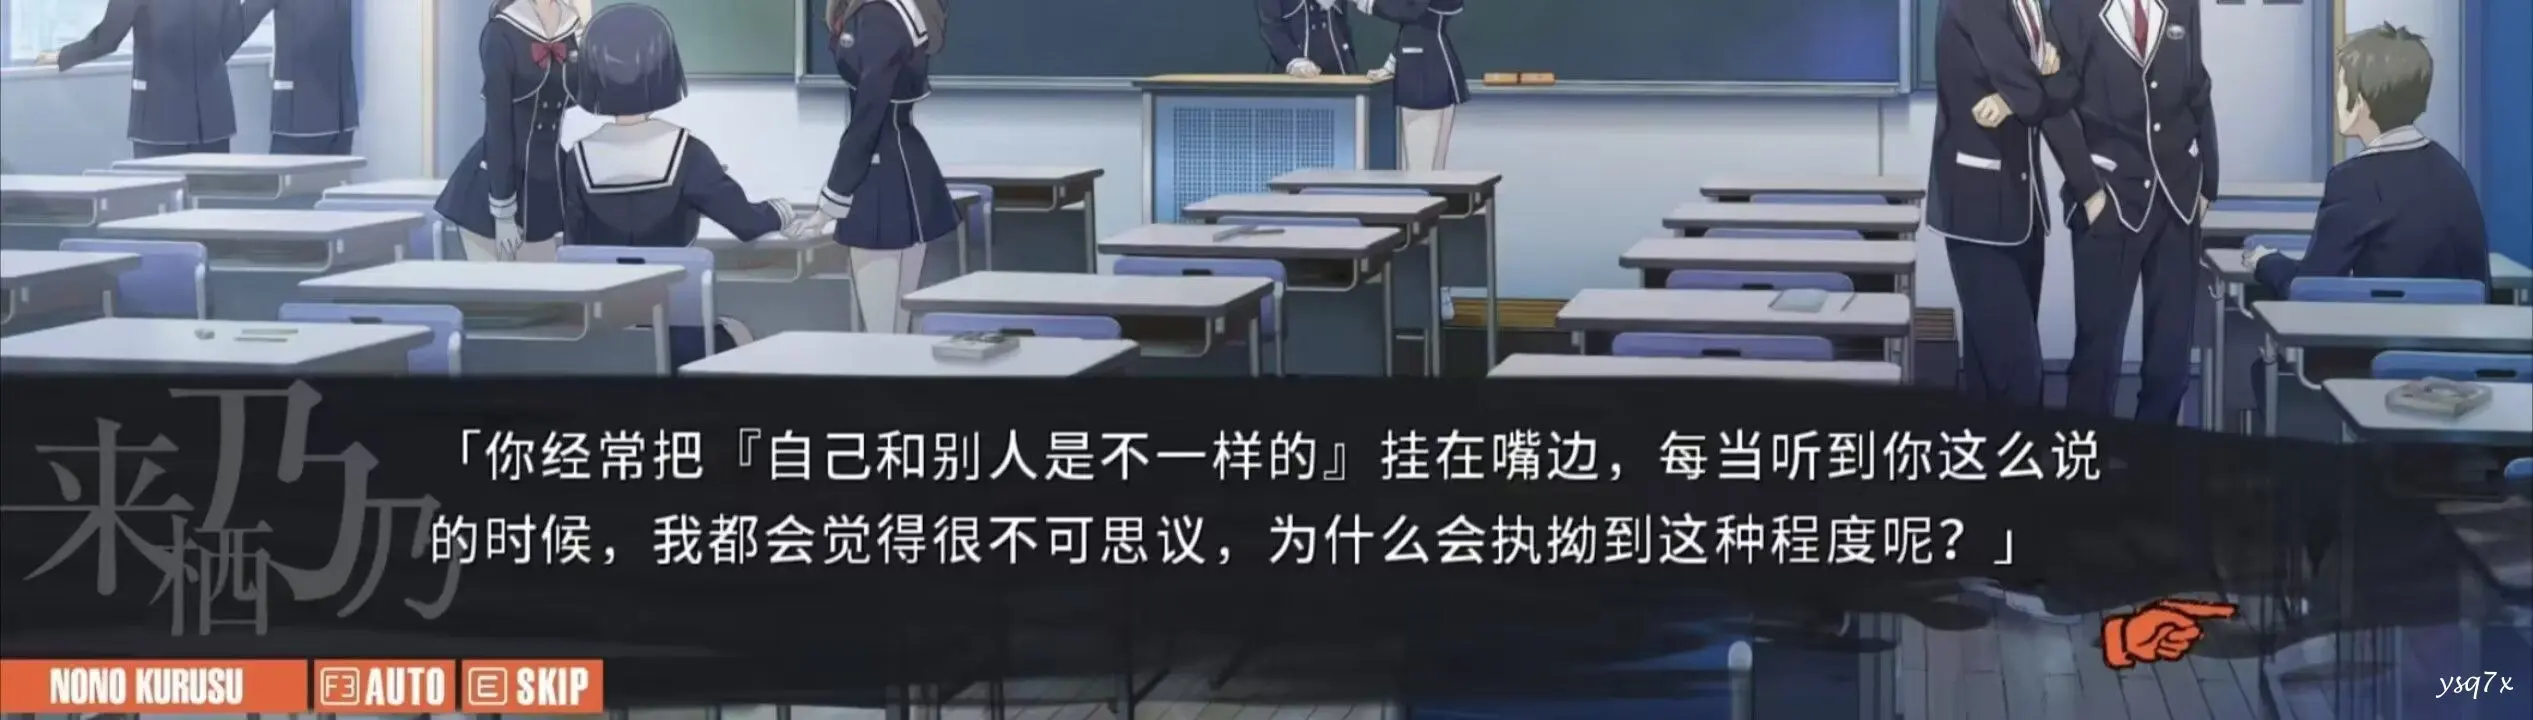 来栖乃乃
「你经常把『自己和别人是不一样的』挂在嘴边，每当听到你这么说
的时候，我都会觉得很不可思议，为什么会执拗到这种程度呢？」
NONO KURUSU F3 AUTO E SKIP
ysq7x